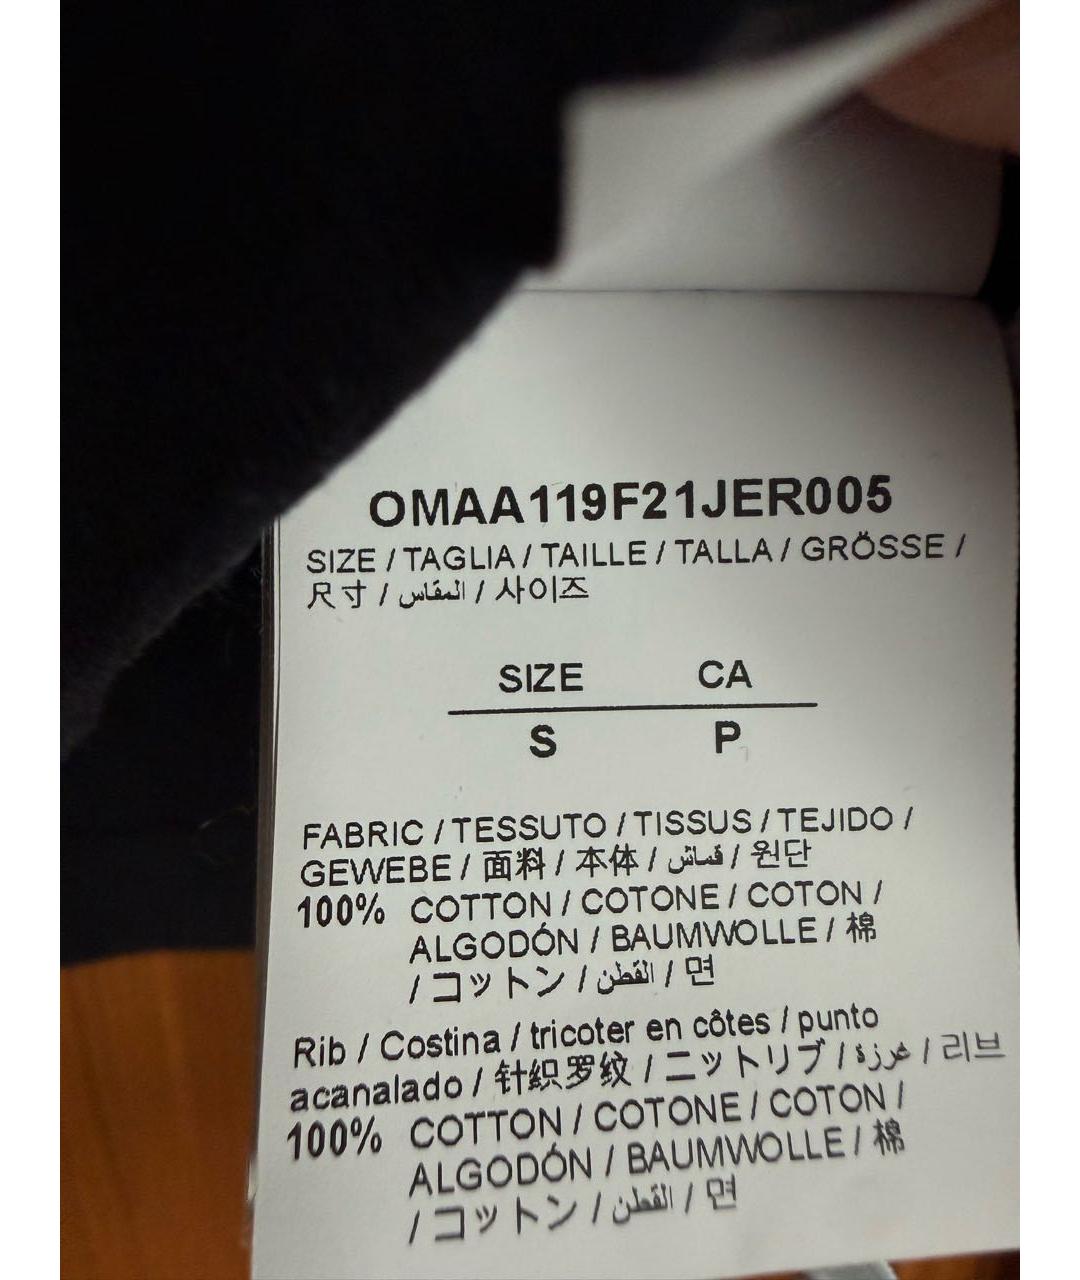 OMAA119F21JER005
SIZE / TAGLIA / TAILLE / TALLA / GRÖSSE /
尺寸 / المقاس / 사이즈
SIZE CA
S P
FABRIC / TESSUTO / TISSUS / TEJIDO /
GEWEBE / 面料 / 本体 / قماش / 원단
100% COTTON / COTONE / COTON /
ALGODÓN / BAUMWOLLE / 棉
/ コットン / القطن / 면
Rib / Costina / tricoter en côtes / punto
acanalado / 针织罗纹 / ニットリブ / غرزة / 리브
100% COTTON / COTONE / COTON /
ALGODÓN / BAUMWOLLE / 棉
/ コットン / القطن / 면